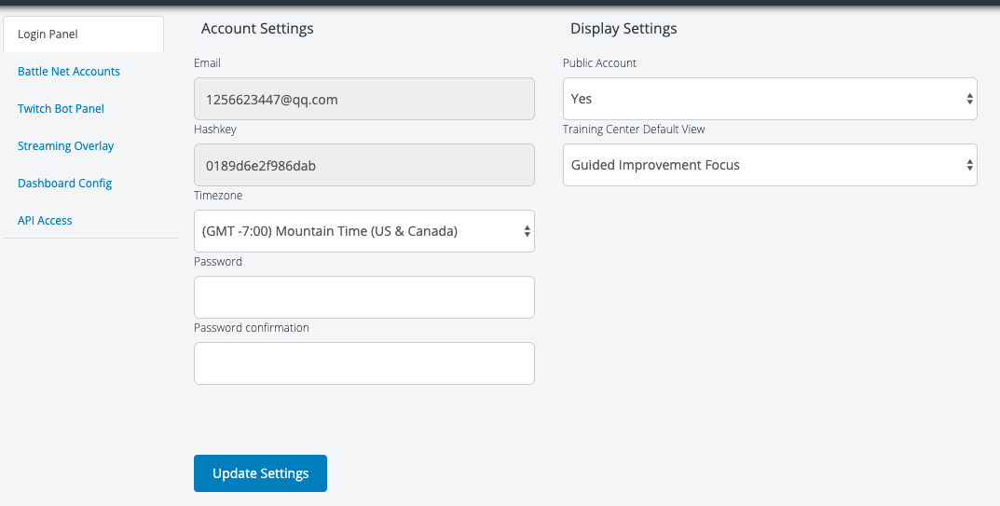 Login Panel
Battle Net Accounts
Twitch Bot Panel
Streaming Overlay
Dashboard Config
API Access
Account Settings
Email
1256623447@qq.com
Hashkey
0189d6e2f986dab
Timezone
(GMT -7:00) Mountain Time (US & Canada)
Password
Password confirmation
Update Settings
Display Settings
Public Account
Yes
Training Center Default View
Guided Improvement Focus